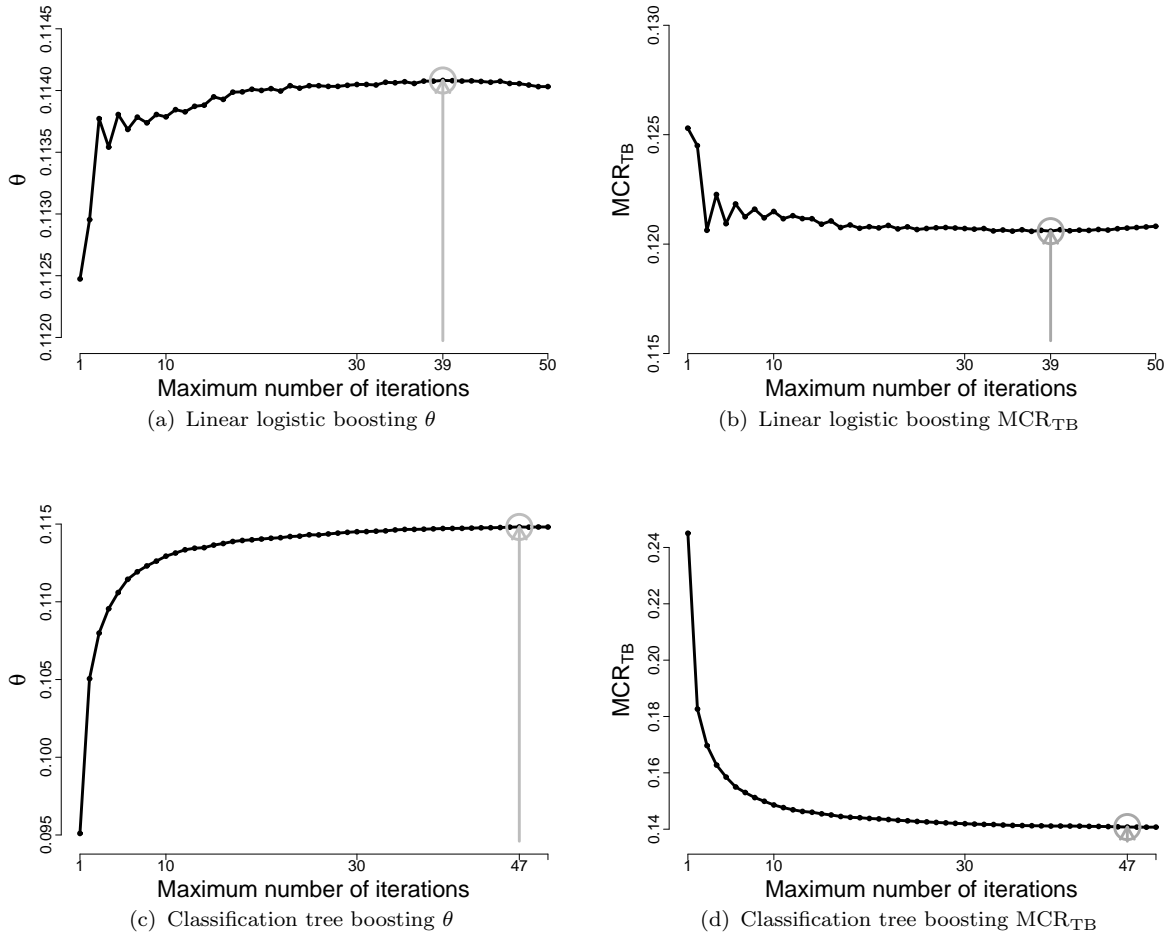 0.1120 0.1125 0.1130 0.1135 0.1140 0.1145
θ
1 10 30 39 50
Maximum number of iterations
(a) Linear logistic boosting θ
0.115 0.120 0.125 0.130
MCR_TB
1 10 30 39 50
Maximum number of iterations
(b) Linear logistic boosting MCR_TB
0.095 0.100 0.105 0.110 0.115
θ
1 10 30 47
Maximum number of iterations
(c) Classification tree boosting θ
0.14 0.16 0.18 0.20 0.22 0.24
MCR_TB
1 10 30 47
Maximum number of iterations
(d) Classification tree boosting MCR_TB